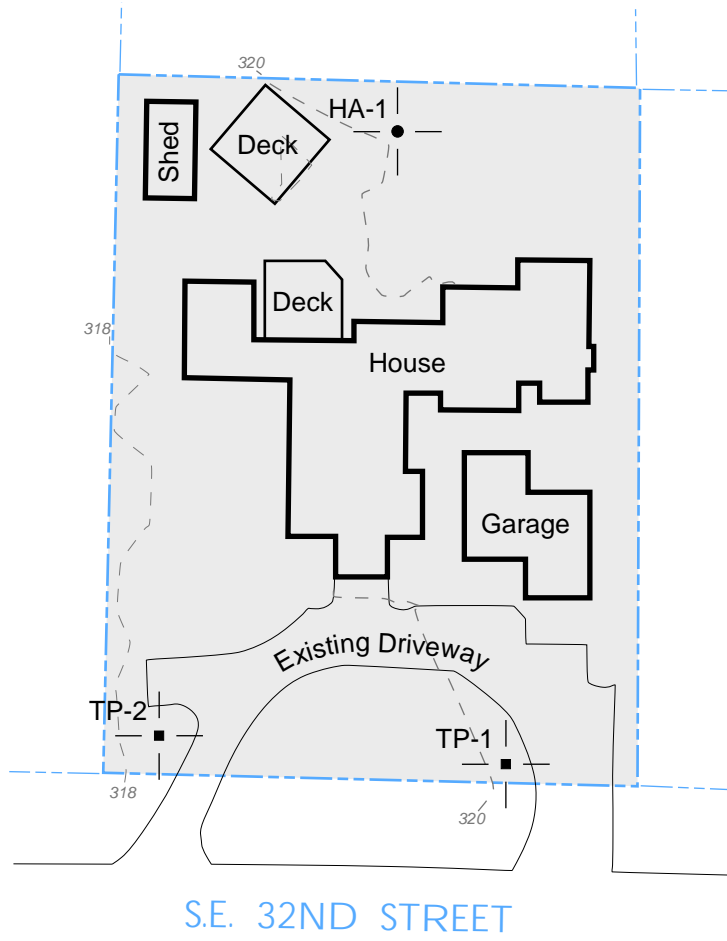 320
HA-1
Shed
Deck
Deck
318
House
Garage
Existing Driveway
TP-2
TP-1
318
320
S.E. 32ND STREET